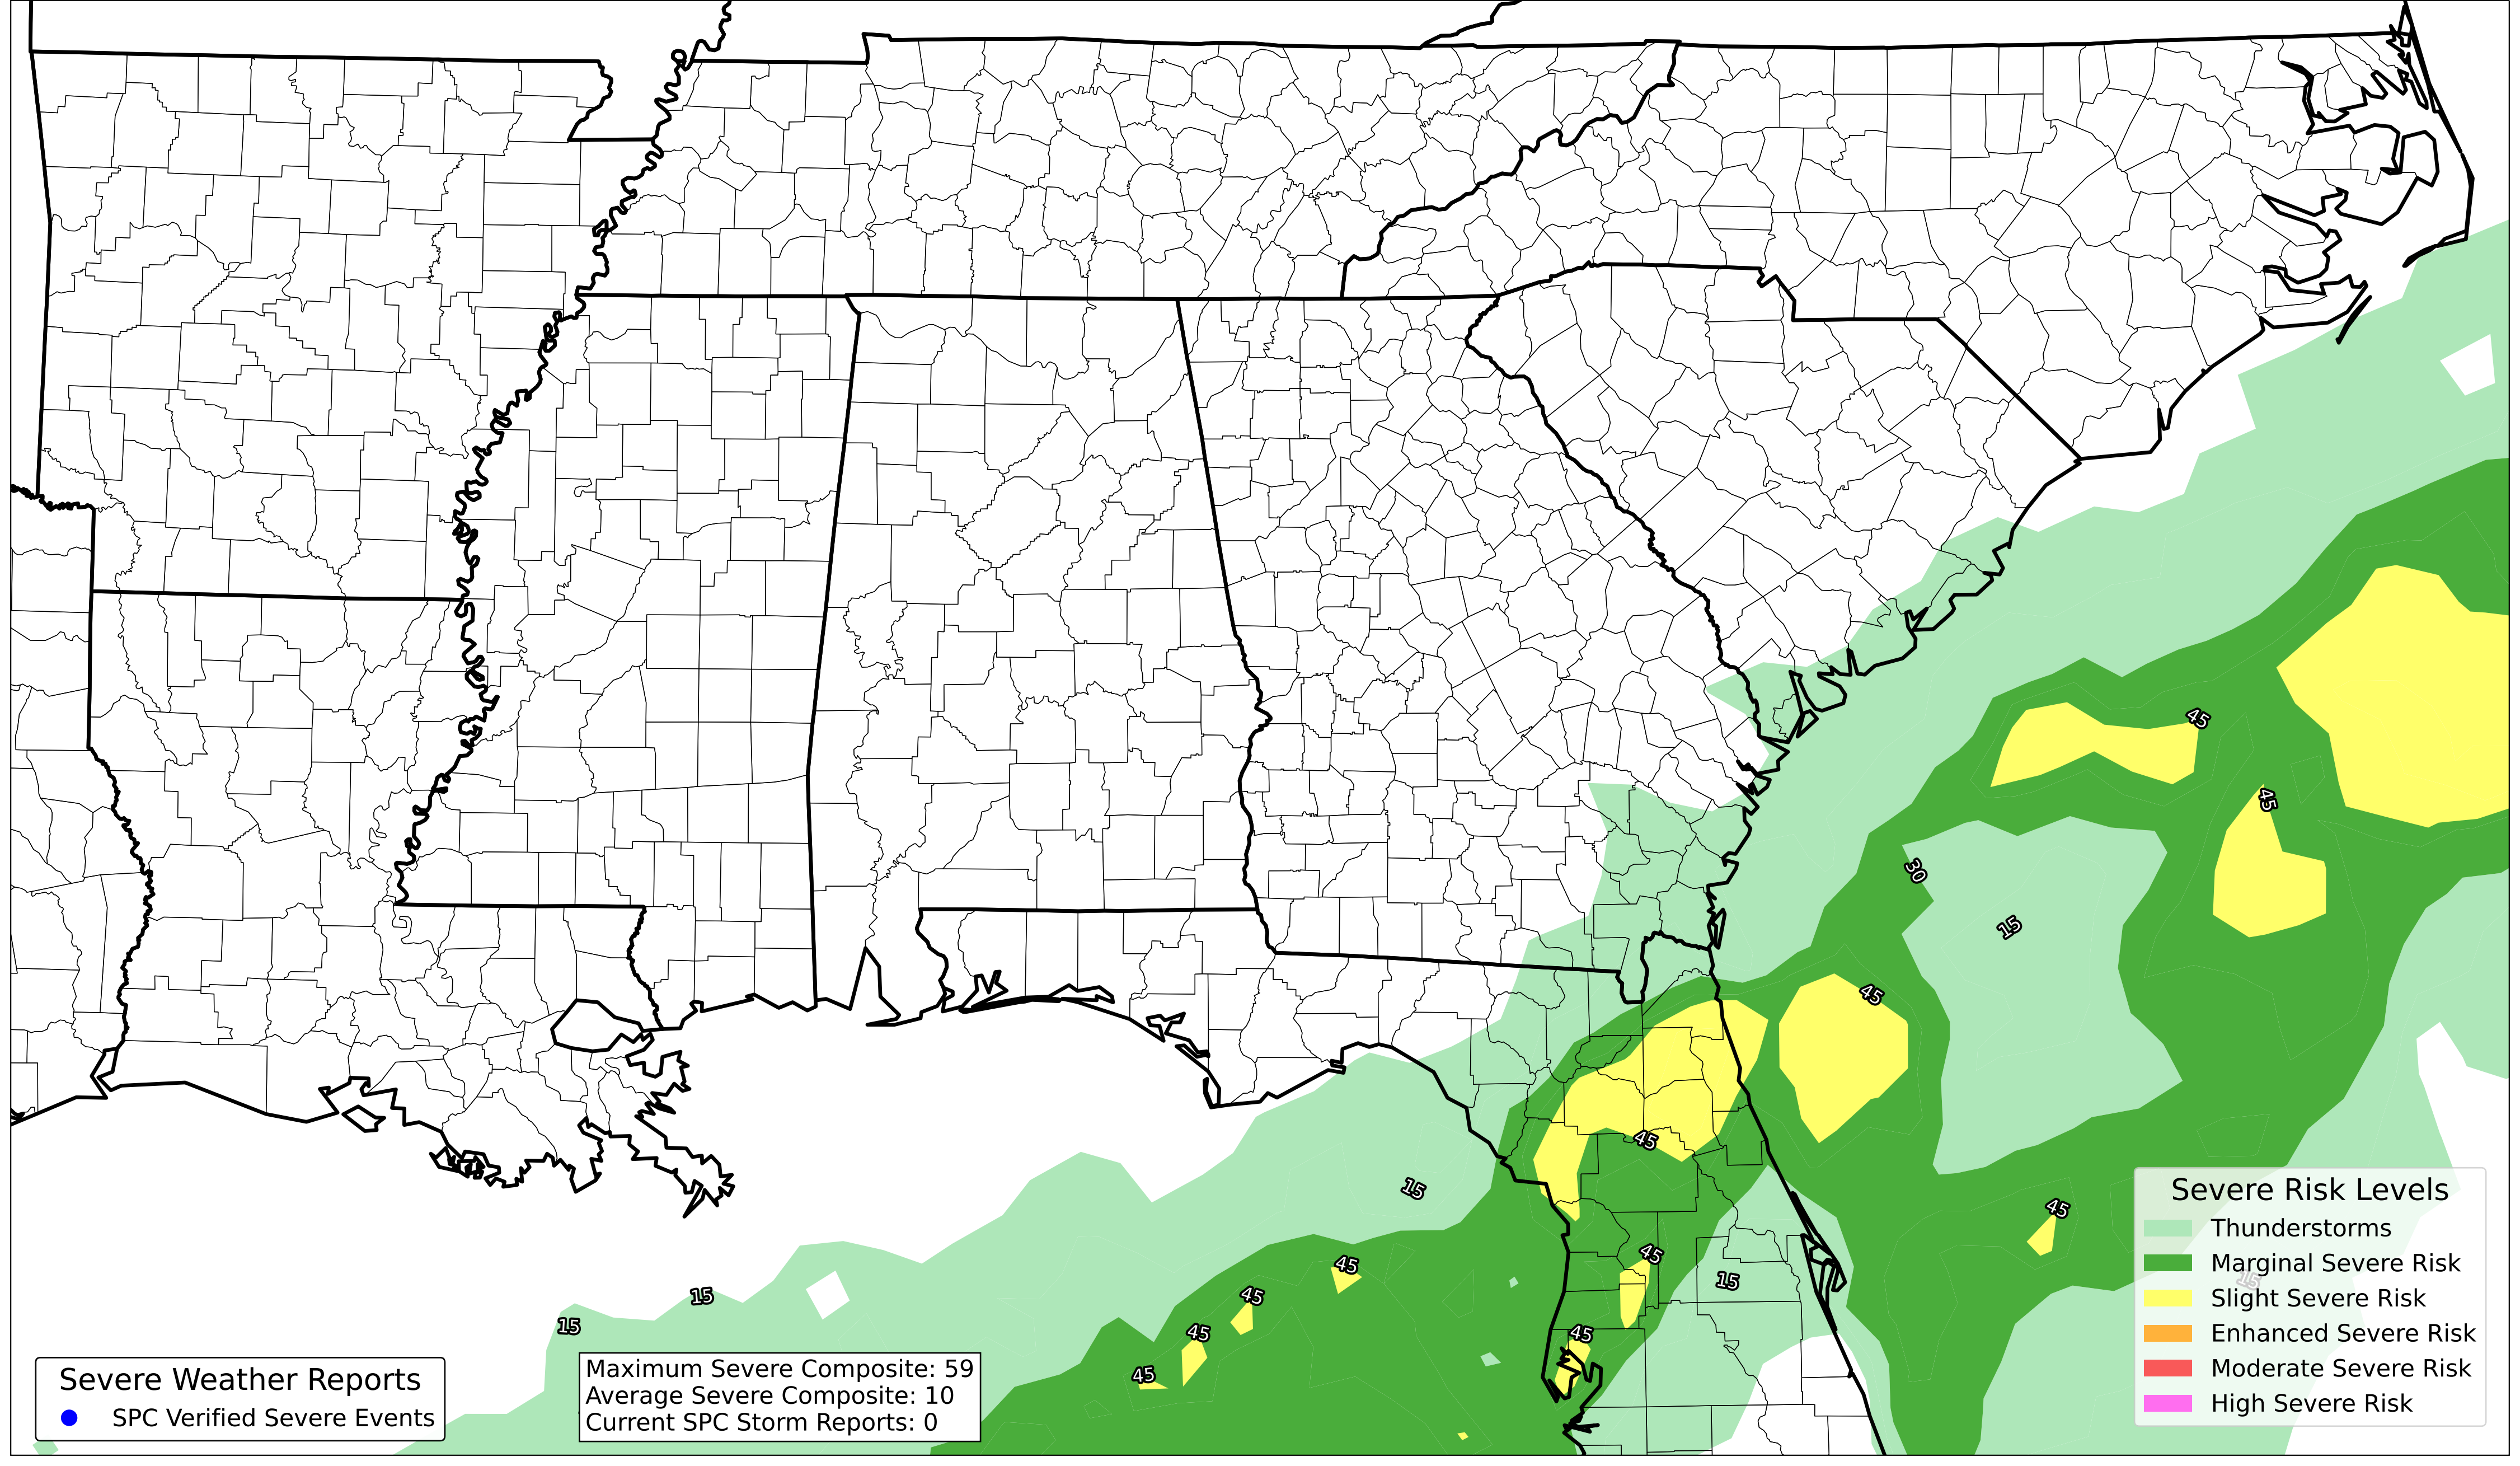 45
45
30
15
45
45
15
45
45
45
15
15
45
15
45
45
45
15
45
Severe Risk Levels
Thunderstorms
Marginal Severe Risk
Slight Severe Risk
Enhanced Severe Risk
Moderate Severe Risk
High Severe Risk
Severe Weather Reports
SPC Verified Severe Events
Maximum Severe Composite: 59
Average Severe Composite: 10
Current SPC Storm Reports: 0